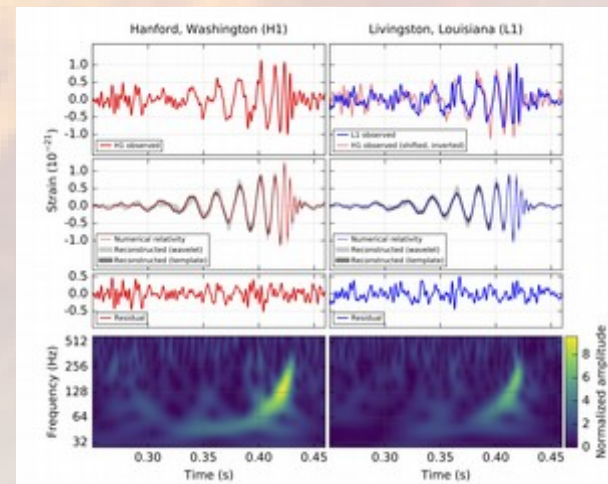 Hanford, Washington (H1)
Livingston, Louisiana (L1)
1.0
0.5
0.0
-0.5
-1.0
H1 observed
L1 observed
H1 observed (shifted, inverted)
Strain (10⁻²¹)
1.0
0.5
0.0
-0.5
-1.0
Numerical relativity
Reconstructed (wavelet)
Reconstructed (template)
Numerical relativity
Reconstructed (wavelet)
Reconstructed (template)
0.5
0.0
-0.5
Residual
Residual
Frequency (Hz)
512
256
128
64
32
0.30
0.35
0.40
0.45
Time (s)
0.30
0.35
0.40
0.45
Time (s)
8
6
4
2
0
Normalized amplitude